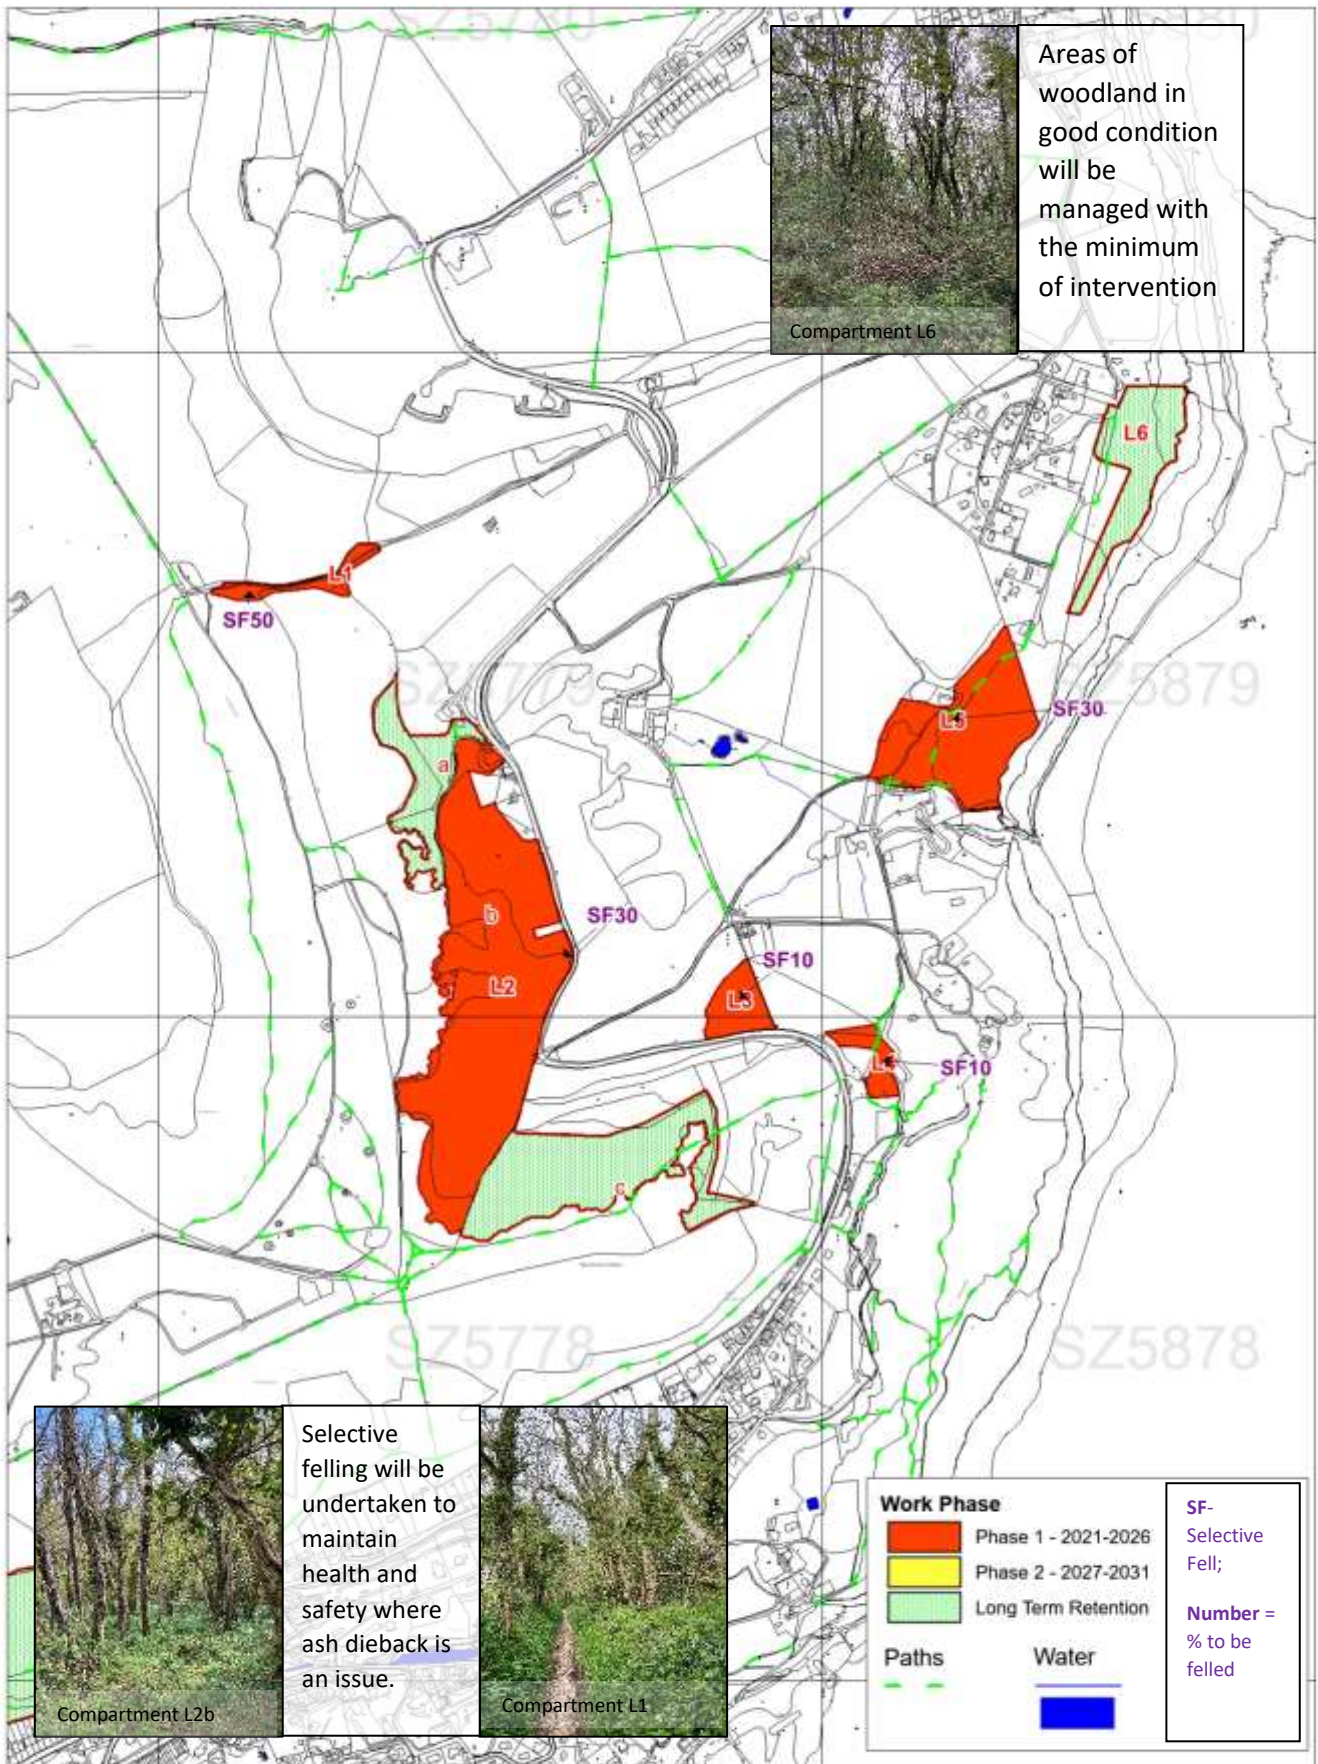 Areas of
woodland in
good condition
will be
managed with
the minimum
of intervention
Compartment L6
L6
L1
SF50
SZ5779
SZ5879
L5
SF30
a
b
SF30
L2
SF10
L3
SF10
c
SZ5778
SZ5878
Selective
felling will be
undertaken to
maintain
health and
safety where
ash dieback is
an issue.
Compartment L2b
Compartment L1
Work Phase
Phase 1 - 2021-2026
Phase 2 - 2027-2031
Long Term Retention
Paths
Water
SF-
Selective
Fell;
Number =
% to be
felled